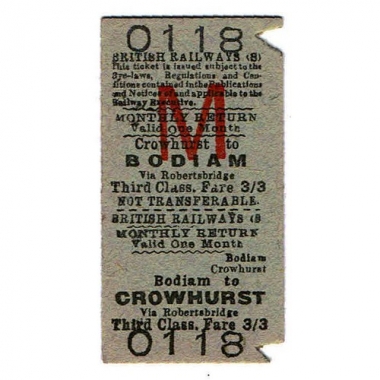 0118
BRITISH RAILWAYS (S)
This ticket is issued subject to the
Bye-laws, Regulations and Con-
ditions contained in the Publications
and Notices of and applicable to the
Railway Executive.
M
MONTHLY RETURN
Valid One Month
Crowhurst to
BODIAM
Via Robertsbridge
Third Class. Fare 3/3
NOT TRANSFERABLE.
BRITISH RAILWAYS (S
MONTHLY RETURN
Valid One Month
Bodiam
Crowhurst
Bodiam to
CROWHURST
Via Robertsbridge
Third Class. Fare 3/3
0118